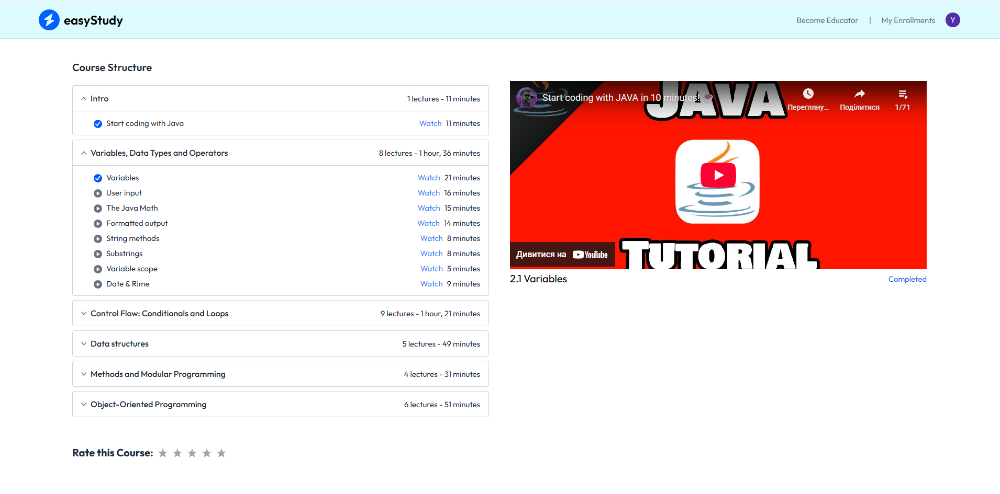 easyStudy
Become Educator | My Enrollments Y
Course Structure
Intro 1 lectures - 11 minutes
Start coding with Java Watch 11 minutes
Variables, Data Types and Operators 8 lectures - 1 hour, 36 minutes
Variables Watch 21 minutes
User input Watch 16 minutes
The Java Math Watch 15 minutes
Formatted output Watch 14 minutes
String methods Watch 8 minutes
Substrings Watch 8 minutes
Variable scope Watch 5 minutes
Date & Rime Watch 9 minutes
Control Flow: Conditionals and Loops 9 lectures - 1 hour, 21 minutes
Data structures 5 lectures - 49 minutes
Methods and Modular Programming 4 lectures - 31 minutes
Object-Oriented Programming 6 lectures - 51 minutes
Rate this Course:
Start coding with JAVA in 10 minutes!
Перегляну... Поділитися 1/71
JAVA
TUTORIAL
Дивитися на YouTube
2.1 Variables Completed